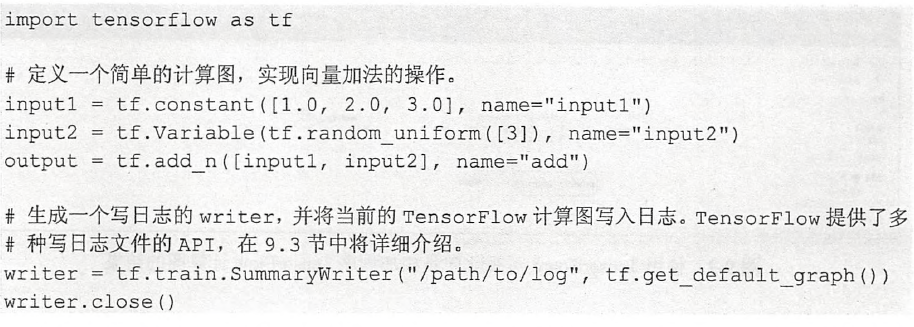 import tensorflow as tf
# 定义一个简单的计算图，实现向量加法的操作。
input1 = tf.constant([1.0, 2.0, 3.0], name="input1")
input2 = tf.Variable(tf.random_uniform([3]), name="input2")
output = tf.add_n([input1, input2], name="add")
# 生成一个写日志的 writer，并将当前的 TensorFlow 计算图写入日志。TensorFlow 提供了多
# 种写日志文件的 API，在 9.3 节中将详细介绍。
writer = tf.train.SummaryWriter("/path/to/log", tf.get_default_graph())
writer.close()